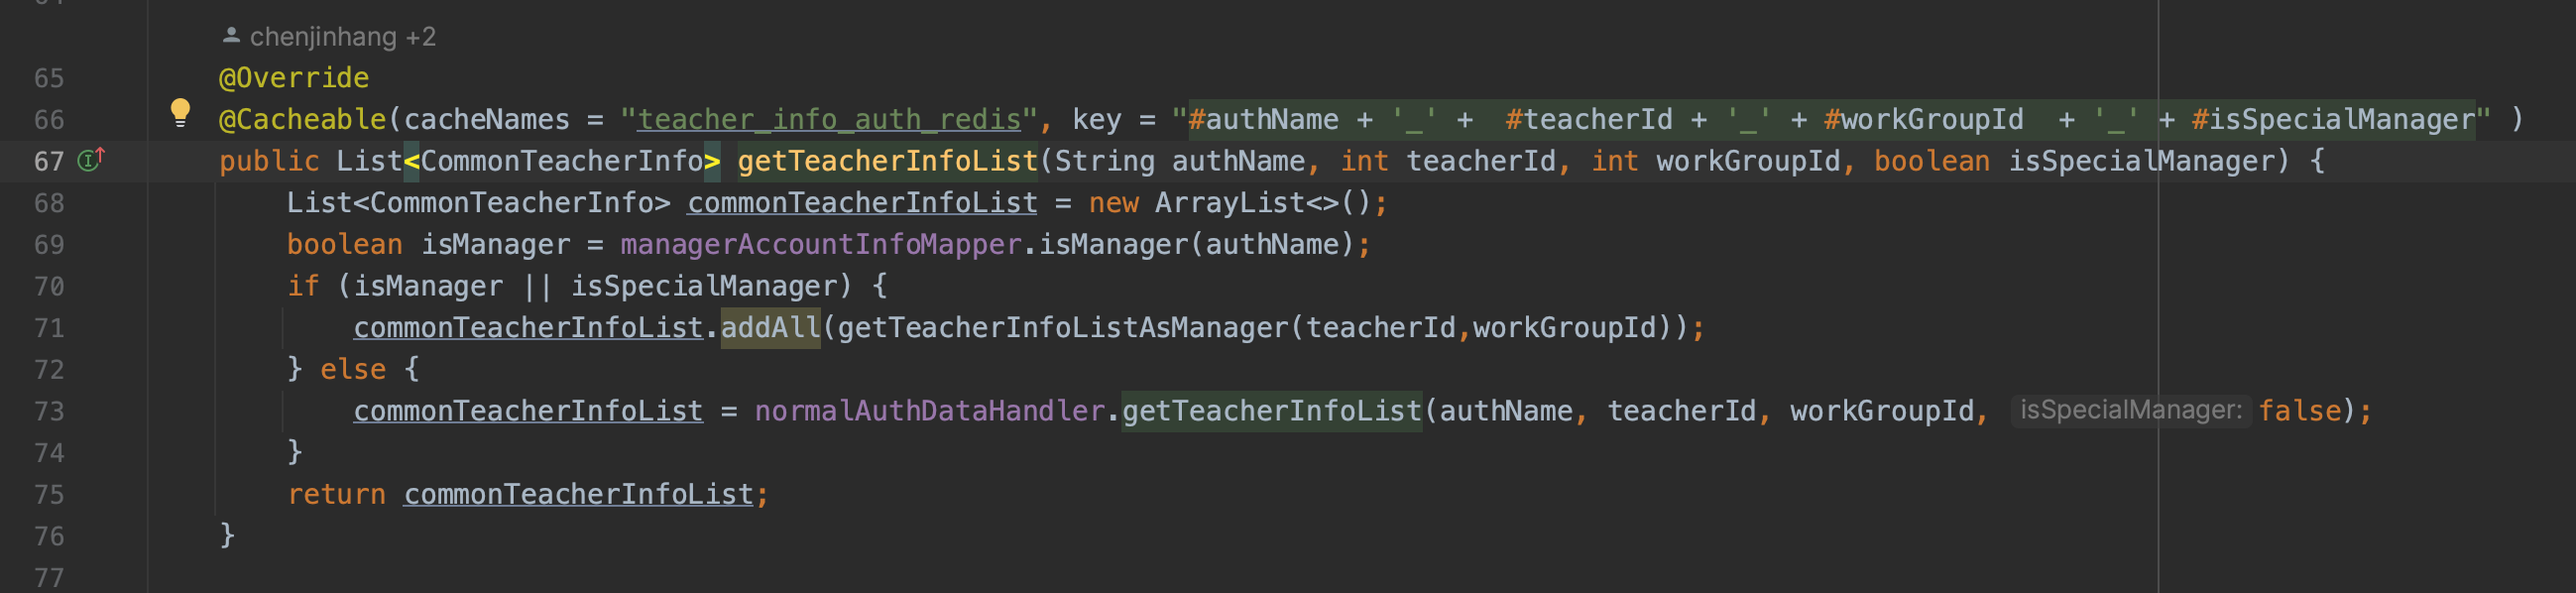 chenjinhang +2
65 @Override
66 @Cacheable(cacheNames = "teacher_info_auth_redis", key = "#authName + '_' +  #teacherId + '_' + #workGroupId  + '_' + #isSpecialManager" )
67 public List<CommonTeacherInfo> getTeacherInfoList(String authName, int teacherId, int workGroupId, boolean isSpecialManager) {
68 List<CommonTeacherInfo> commonTeacherInfoList = new ArrayList<>();
69 boolean isManager = managerAccountInfoMapper.isManager(authName);
70 if (isManager || isSpecialManager) {
71 commonTeacherInfoList.addAll(getTeacherInfoListAsManager(teacherId,workGroupId));
72 } else {
73 commonTeacherInfoList = normalAuthDataHandler.getTeacherInfoList(authName, teacherId, workGroupId, isSpecialManager: false);
74 }
75 return commonTeacherInfoList;
76 }
77